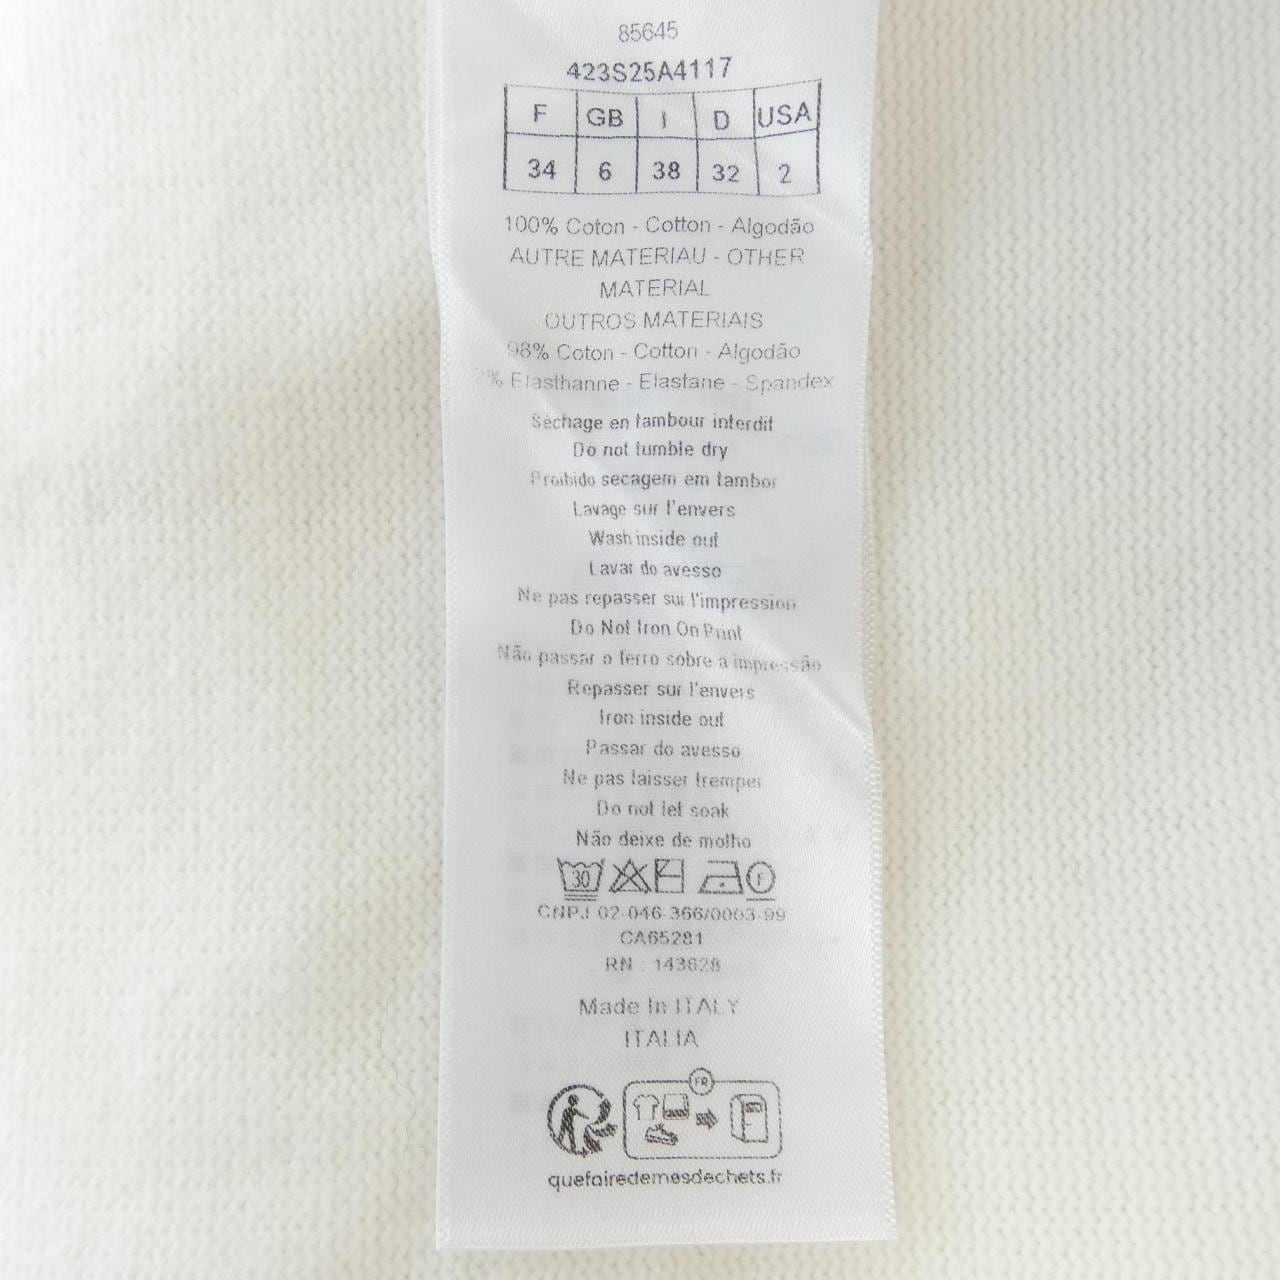 85645
423S25A4117
F GB I D USA
34 6 38 32 2
100% Coton - Cotton - Algodão
AUTRE MATERIAU - OTHER
MATERIAL
OUTROS MATERIAIS
98% Coton - Cotton - Algodão
2% Elasthanne - Elastane - Spandex
Séchage en tambour interdit
Do not tumble dry
Proibido secagem em tambor
Lavage sur l'envers
Wash inside out
Lavar do avesso
Ne pas repasser sur l'impression
Do Not Iron On Print
Não passar o ferro sobre a impressão
Repasser sur l'envers
Iron inside out
Passar do avesso
Ne pas laisser tremper
Do not let soak
Não deixe de molho
30 F
CNPJ 02-046-366/0003-99
CA65281
RN : 143628
Made In ITALY
ITALIA
FR
quefairedemesdechets.fr